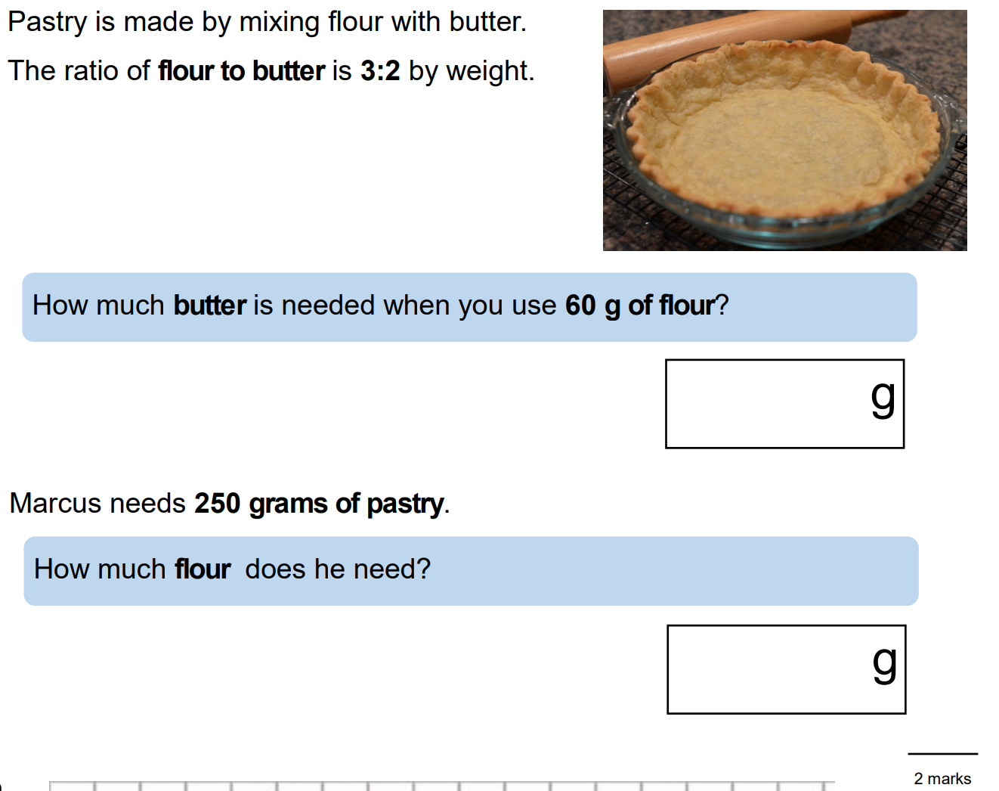 Pastry is made by mixing flour with butter.
The ratio of flour to butter is 3:2 by weight.
How much butter is needed when you use 60 g of flour?
g
Marcus needs 250 grams of pastry.
How much flour does he need?
g
2 marks